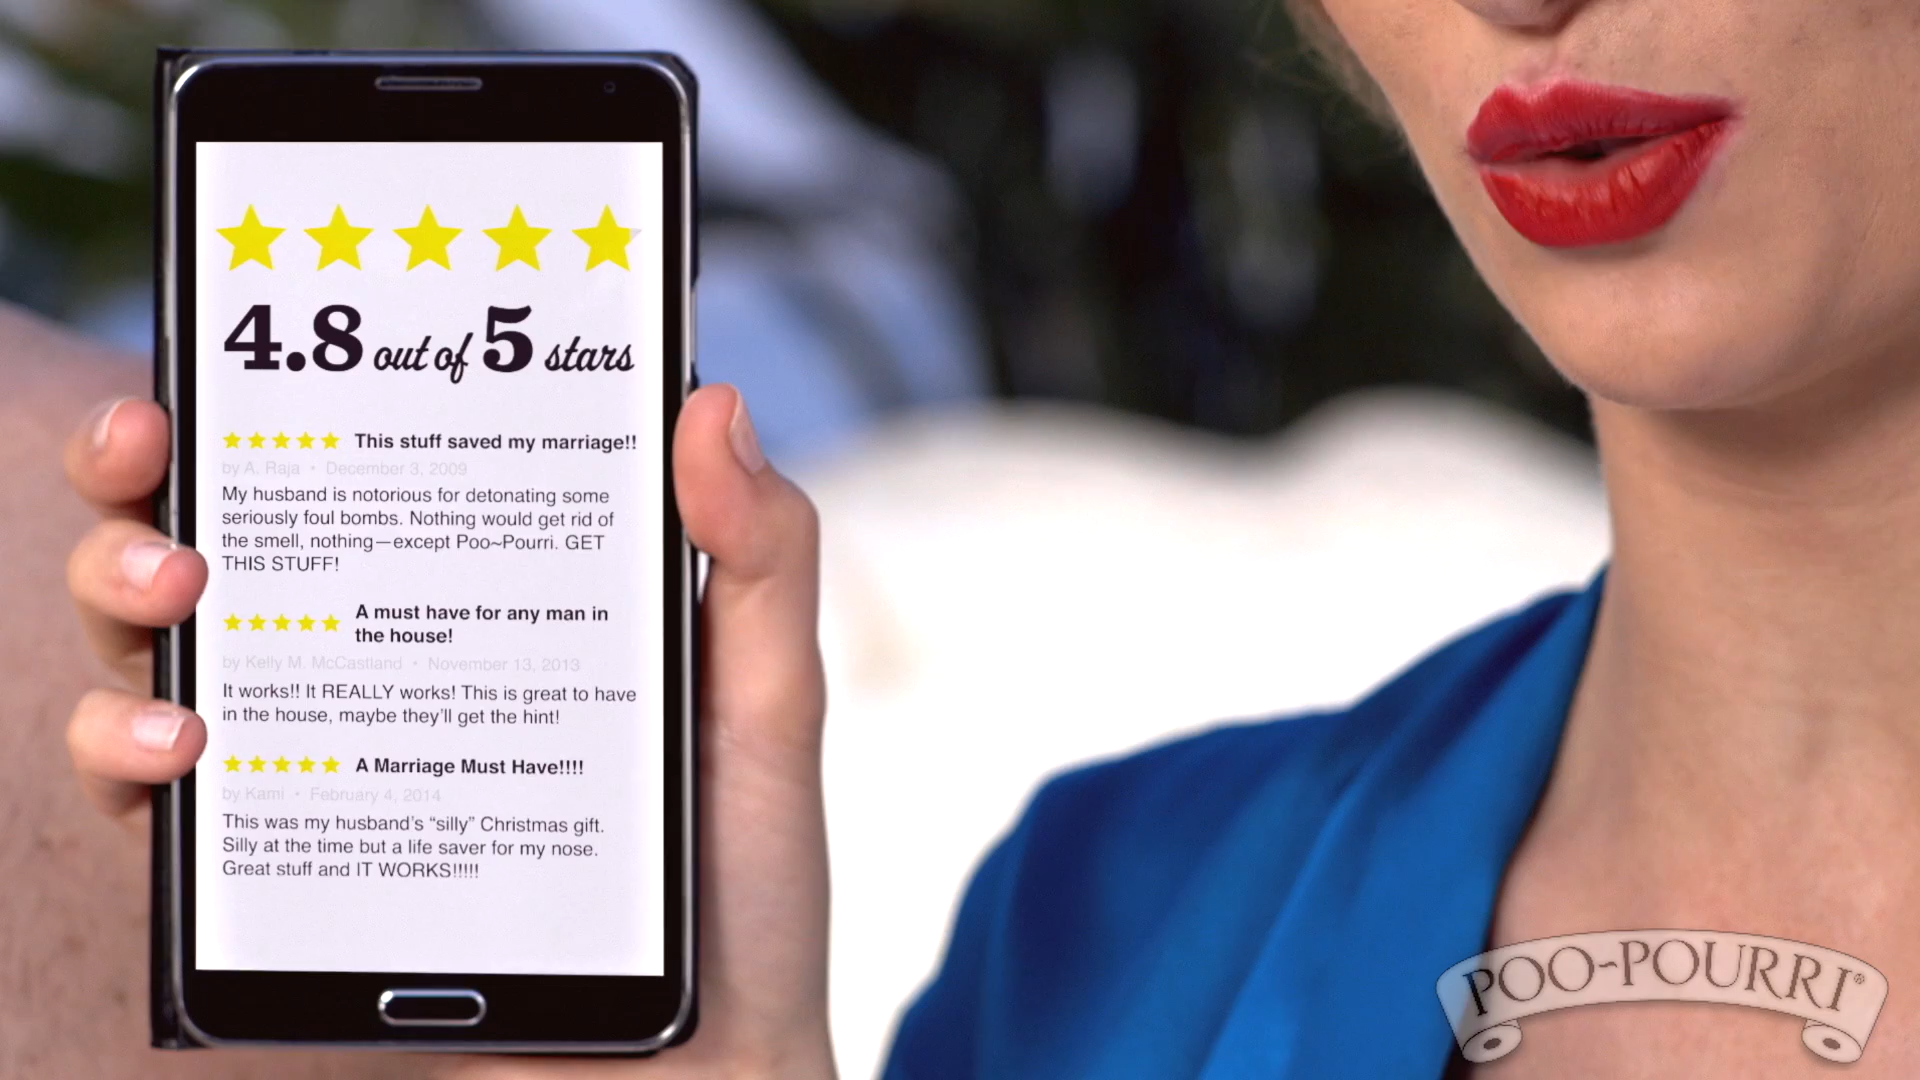 4.8 out of 5 stars
This stuff saved my marriage!!
by A. Raja • December 3, 2009
My husband is notorious for detonating some
seriously foul bombs. Nothing would get rid of
the smell, nothing—except Poo~Pourri. GET
THIS STUFF!
A must have for any man in
the house!
by Kelly M. McCastland • November 13, 2013
It works!! It REALLY works! This is great to have
in the house, maybe they'll get the hint!
A Marriage Must Have!!!!
by Kami • February 4, 2014
This was my husband's “silly” Christmas gift.
Silly at the time but a life saver for my nose.
Great stuff and IT WORKS!!!!!
POO~POURRI®